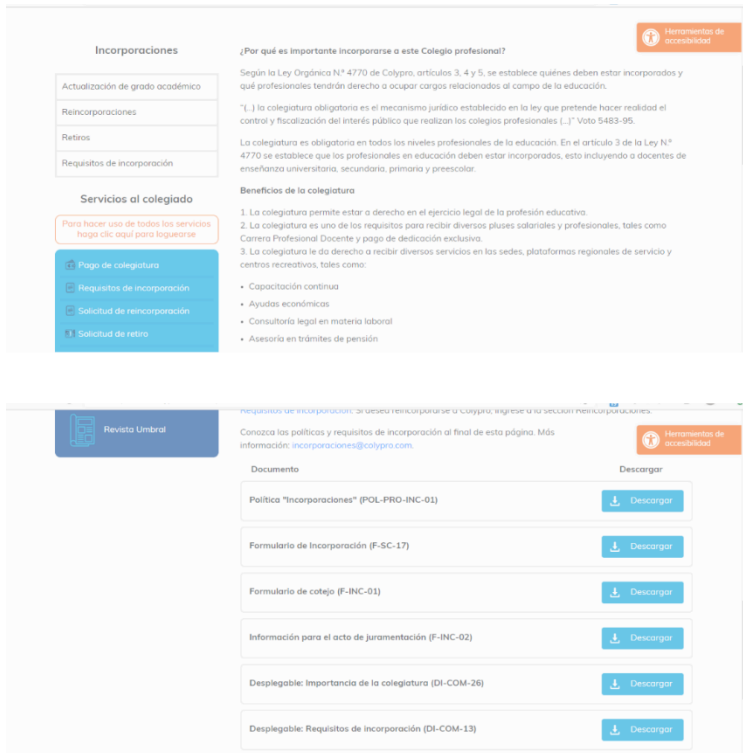 Incorporaciones
Actualización de grado académico
Reincorporaciones
Retiros
Requisitos de incorporación
Servicios al colegiado
Para hacer uso de todos los servicios
haga clic aquí para loguearse
Pago de colegiatura
Requisitos de incorporación
Solicitud de reincorporación
Solicitud de retiro
Herramientas de
accesibilidad
¿Por qué es importante incorporarse a este Colegio profesional?
Según la Ley Orgánica N.° 4770 de Colypro, artículos 3, 4 y 5, se establece quiénes deben estar incorporados y
qué profesionales tendrán derecho a ocupar cargos relacionados al campo de la educación.
"(...) la colegiatura obligatoria es el mecanismo jurídico establecido en la ley que pretende hacer realidad el
control y fiscalización del interés público que realizan los colegios profesionales (...)" Voto 5483-95.
La colegiatura es obligatoria en todos los niveles profesionales de la educación. En el artículo 3 de la Ley N.°
4770 se establece que los profesionales en educación deben estar incorporados, esto incluyendo a docentes de
enseñanza universitaria, secundaria, primaria y preescolar.
Beneficios de la colegiatura
1. La colegiatura permite estar a derecho en el ejercicio legal de la profesión educativa.
2. La colegiatura es uno de los requisitos para recibir diversos pluses salariales y profesionales, tales como
Carrera Profesional Docente y pago de dedicación exclusiva.
3. La colegiatura le da derecho a recibir diversos servicios en las sedes, plataformas regionales de servicio y
centros recreativos, tales como:
• Capacitación continua
• Ayudas económicas
• Consultoría legal en materia laboral
• Asesoría en trámites de pensión
Revista Umbral
Requisitos de incorporación. Si desea reincorporarse a Colypro, ingrese a la sección Reincorporaciones.
Conozca las políticas y requisitos de incorporación al final de esta página. Más
información: incorporaciones@colypro.com.
Herramientas de
accesibilidad
Documento Descargar
Política "Incorporaciones" (POL-PRO-INC-01) Descargar
Formulario de Incorporación (F-SC-17) Descargar
Formulario de cotejo (F-INC-01) Descargar
Información para el acto de juramentación (F-INC-02) Descargar
Desplegable: Importancia de la colegiatura (DI-COM-26) Descargar
Desplegable: Requisitos de incorporación (DI-COM-13) Descargar